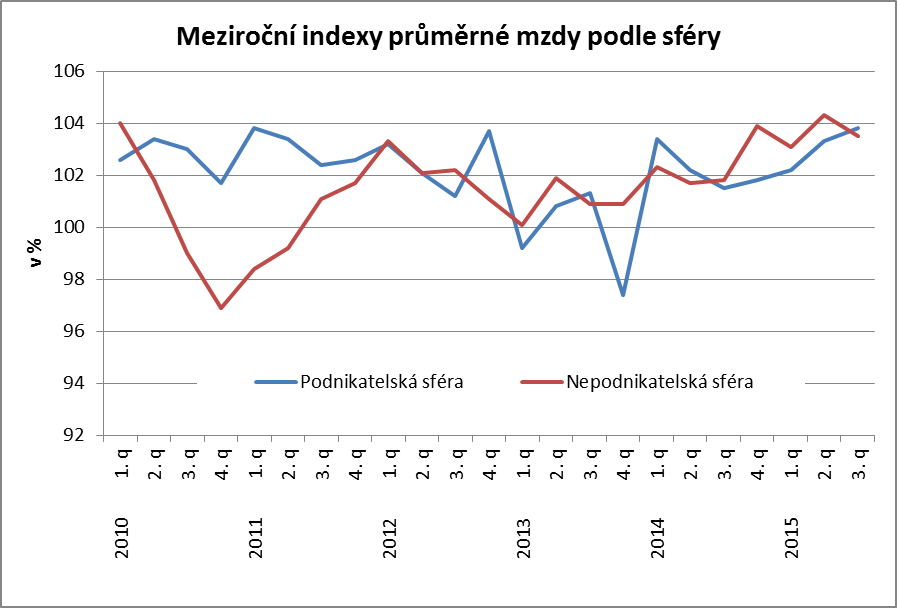 Meziroční indexy průměrné mzdy podle sféry
106
104
102
100
98
96
94
92
v %
Podnikatelská sféra
Nepodnikatelská sféra
1. q
2. q
3. q
4. q
1. q
2. q
3. q
4. q
1. q
2. q
3. q
4. q
1. q
2. q
3. q
4. q
1. q
2. q
3. q
4. q
1. q
2. q
3. q
2010
2011
2012
2013
2014
2015